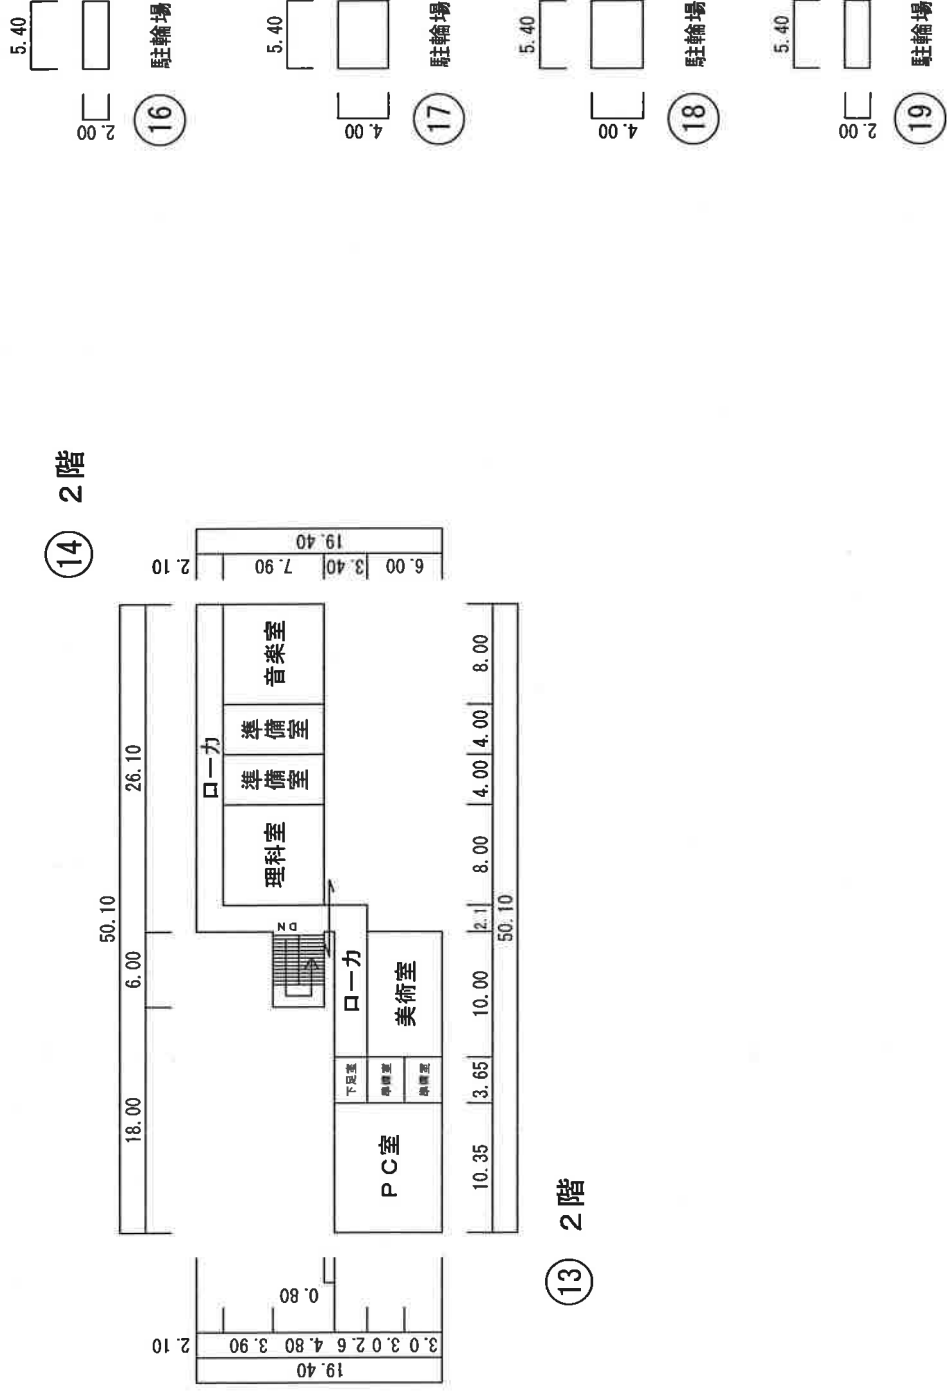 5.40
2.00
⑯
駐輪場
5.40
4.00
⑰
駐輪場
5.40
4.00
⑱
駐輪場
5.40
2.00
⑲
駐輪場
⑭ 2階
50.10
18.00
6.00
26.10
2.10
7.90
3.40
6.00
19.40
ローカ
理科室
準備室
準備室
音楽室
DN
ローカ
下足室
準備室
準備室
美術室
PC室
10.35
3.65
10.00
2.1
8.00
4.00
4.00
8.00
50.10
0.80
2.10
3.90
4.80
2.6
3.0
3.0
19.40
⑬ 2階